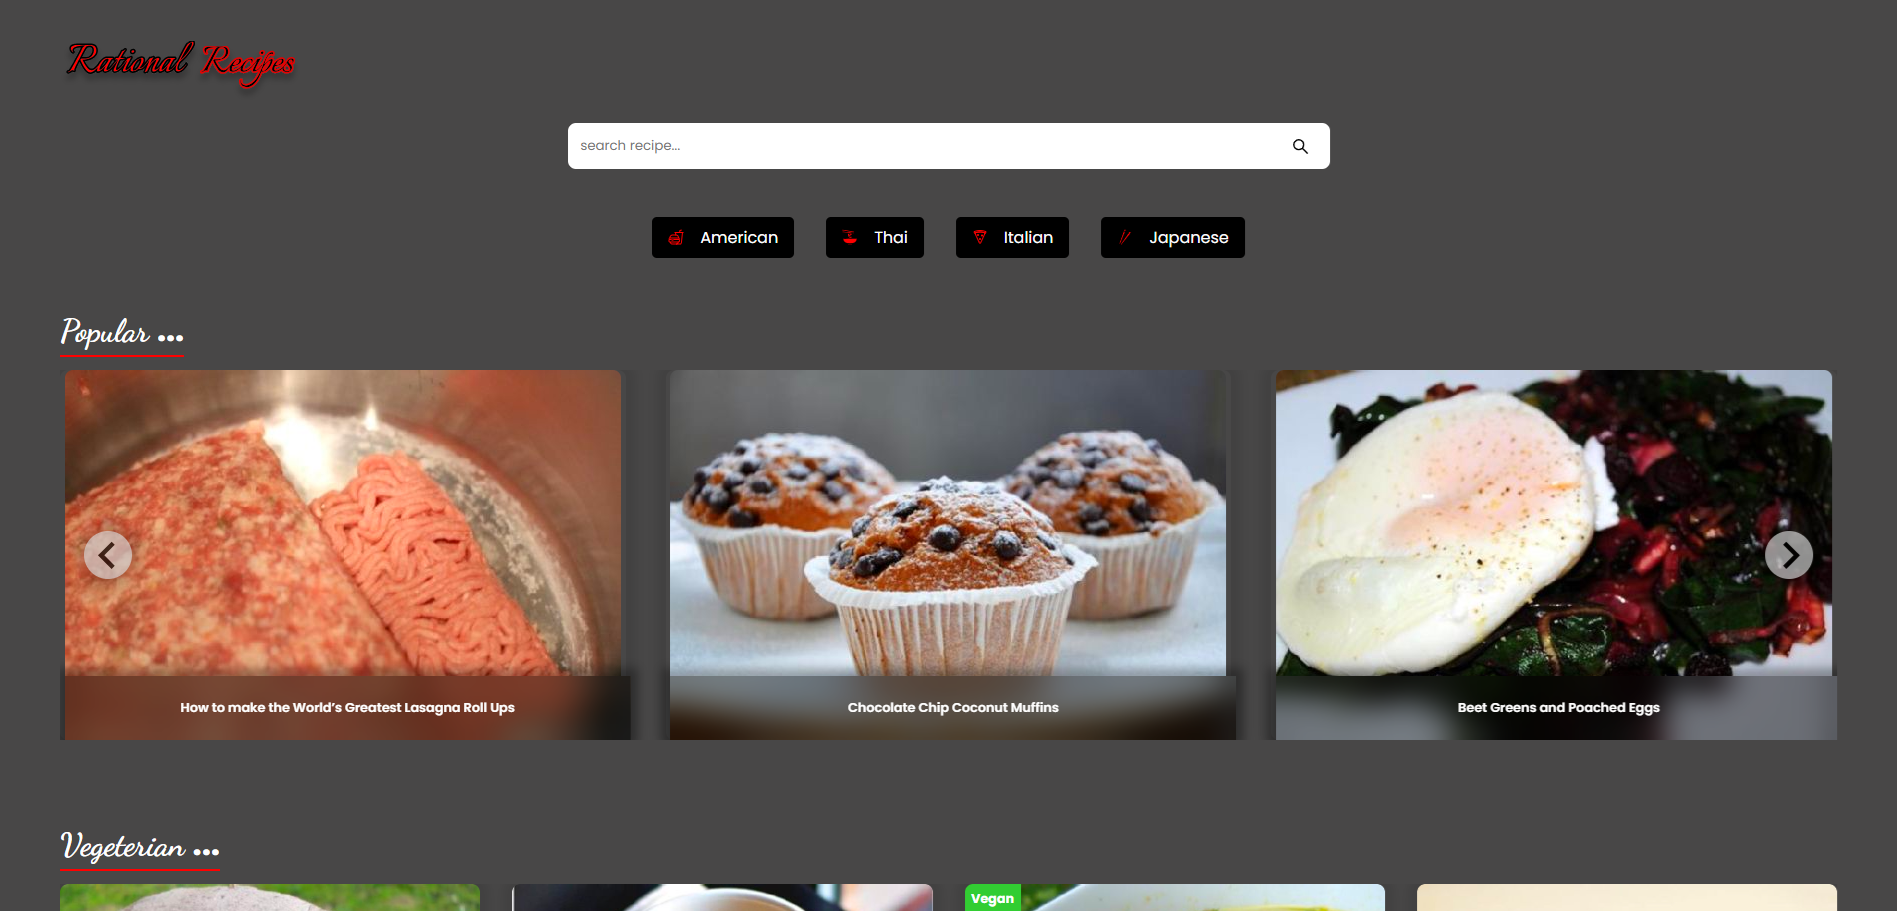 Rational Recipes
search recipe...
American Thai Italian Japanese
Popular ...
How to make the World's Greatest Lasagna Roll Ups
Chocolate Chip Coconut Muffins
Beet Greens and Poached Eggs
Vegeterian ...
Vegan